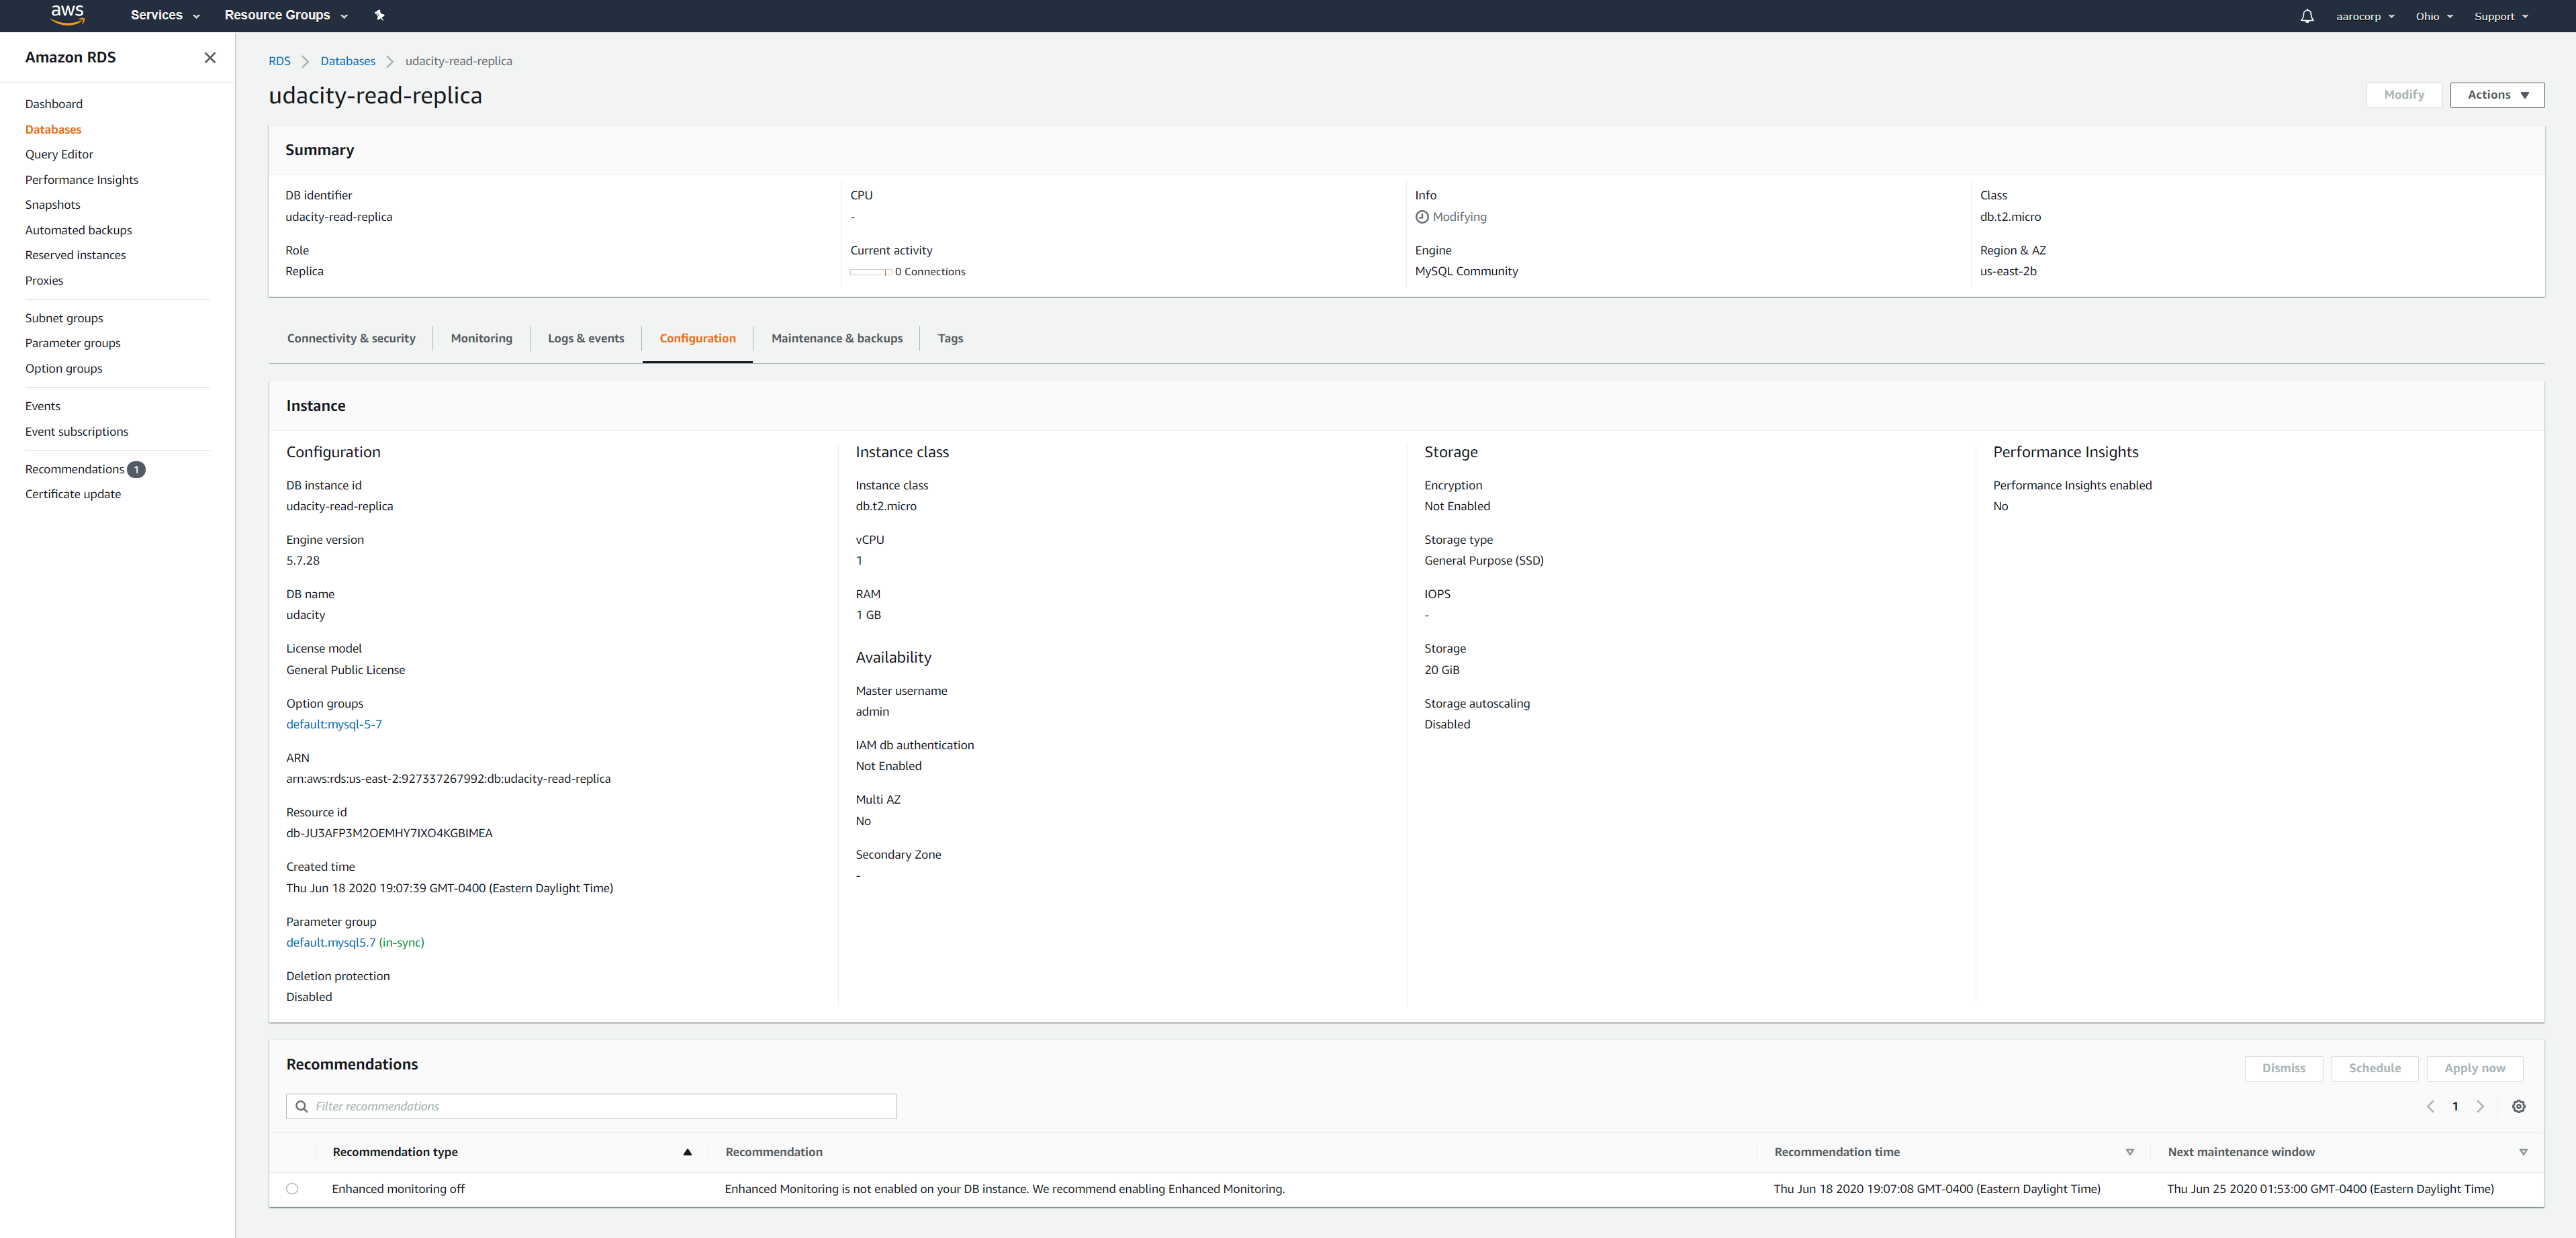 aws Services Resource Groups aarocorp Ohio Support
Amazon RDS
Dashboard
Databases
Query Editor
Performance Insights
Snapshots
Automated backups
Reserved instances
Proxies
Subnet groups
Parameter groups
Option groups
Events
Event subscriptions
Recommendations 1
Certificate update
RDS Databases udacity-read-replica
udacity-read-replica
Modify Actions
Summary
DB identifier
udacity-read-replica
Role
Replica
CPU
-
Current activity
0 Connections
Info
Modifying
Engine
MySQL Community
Class
db.t2.micro
Region & AZ
us-east-2b
Connectivity & security Monitoring Logs & events Configuration Maintenance & backups Tags
Instance
Configuration
DB instance id
udacity-read-replica
Engine version
5.7.28
DB name
udacity
License model
General Public License
Option groups
default:mysql-5-7
ARN
arn:aws:rds:us-east-2:927337267992:db:udacity-read-replica
Resource id
db-JU3AFP3M2OEMHY7IXO4KGBIMEA
Created time
Thu Jun 18 2020 19:07:39 GMT-0400 (Eastern Daylight Time)
Parameter group
default.mysql5.7 (in-sync)
Deletion protection
Disabled
Instance class
Instance class
db.t2.micro
vCPU
1
RAM
1 GB
Availability
Master username
admin
IAM db authentication
Not Enabled
Multi AZ
No
Secondary Zone
-
Storage
Encryption
Not Enabled
Storage type
General Purpose (SSD)
IOPS
-
Storage
20 GiB
Storage autoscaling
Disabled
Performance Insights
Performance Insights enabled
No
Recommendations
Dismiss Schedule Apply now
Filter recommendations
1
Recommendation type Recommendation Recommendation time Next maintenance window
Enhanced monitoring off Enhanced Monitoring is not enabled on your DB instance. We recommend enabling Enhanced Monitoring. Thu Jun 18 2020 19:07:08 GMT-0400 (Eastern Daylight Time) Thu Jun 25 2020 01:53:00 GMT-0400 (Eastern Daylight Time)